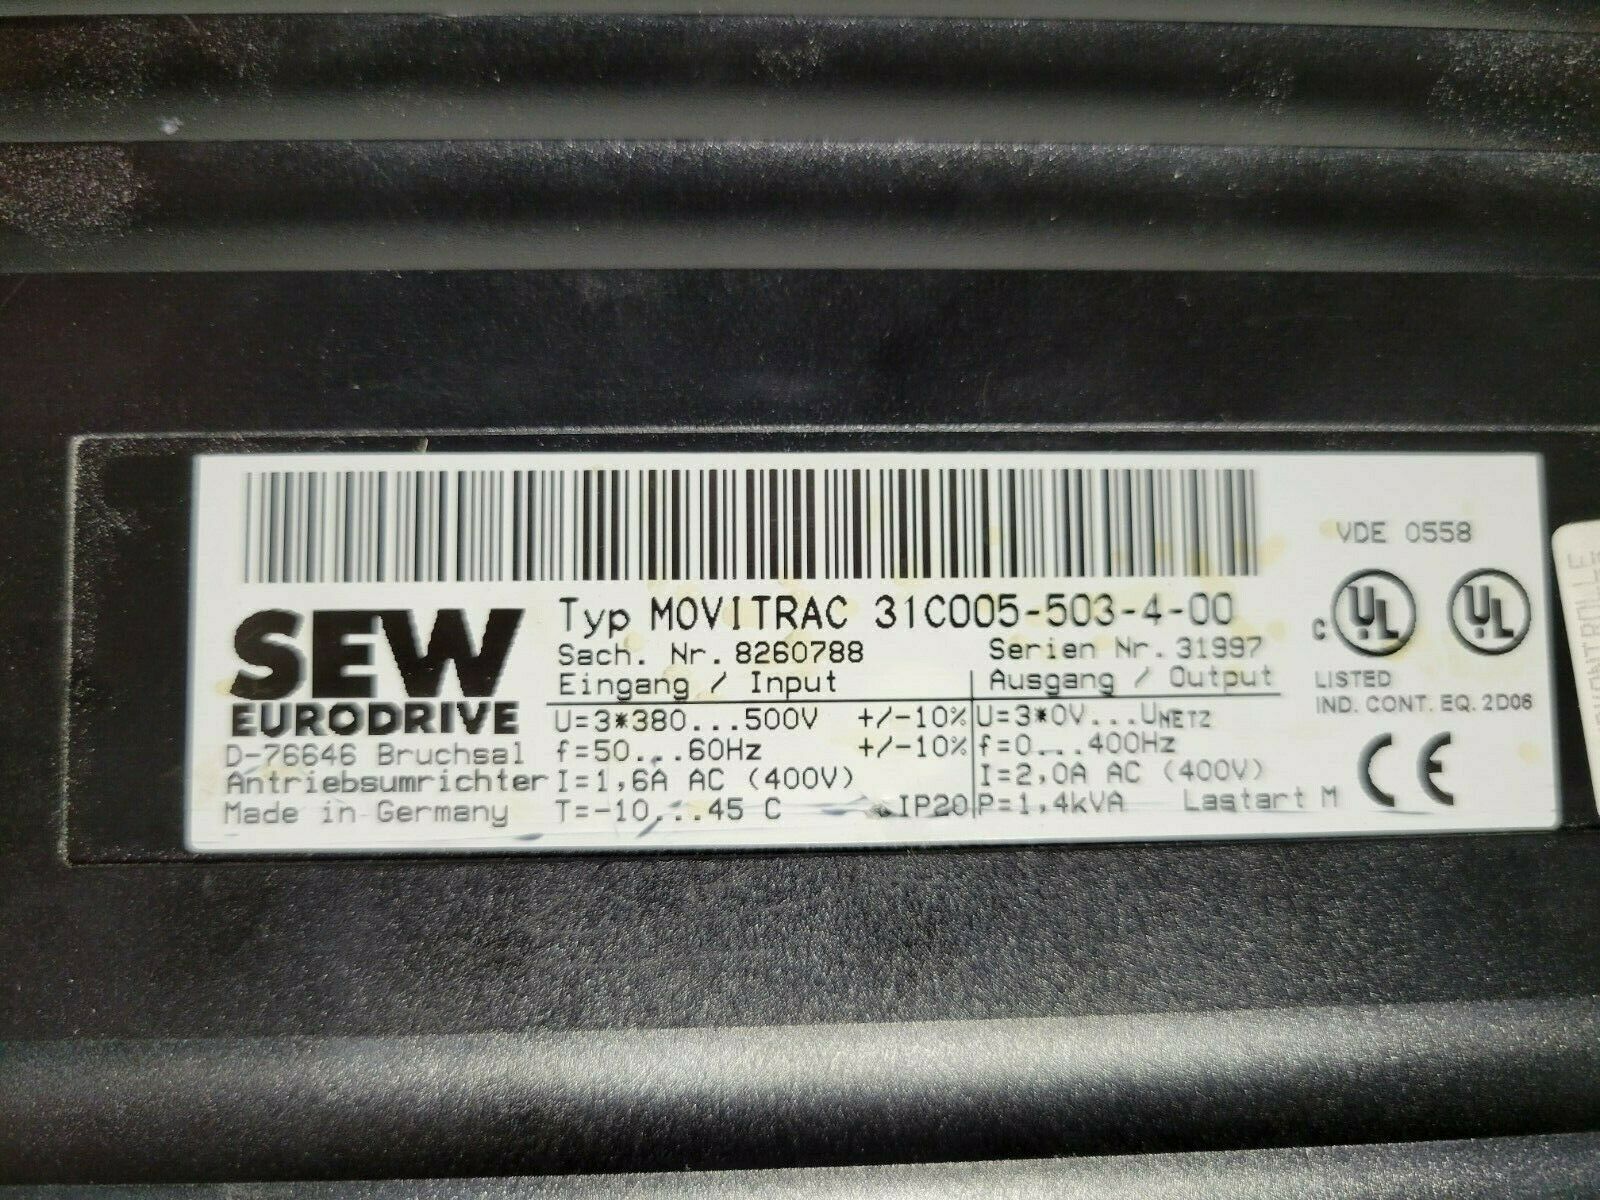 VDE 0558
SEW
EURODRIVE
D-76646 Bruchsal
Antriebsumrichter
Made in Germany
Typ MOVITRAC 31C005-503-4-00
Sach. Nr. 8260788 Serien Nr. 31997
Eingang / Input Ausgang / Output
U=3*380...500V +/-10% U=3*0V...UNETZ
f=50...60Hz +/-10% f=0...400Hz
I=1,6A AC (400V) I=2,0A AC (400V)
T=-10...45 C IP20 P=1,4kVA Lastart M
C UL UL
LISTED
IND. CONT. EQ. 2D06
CE